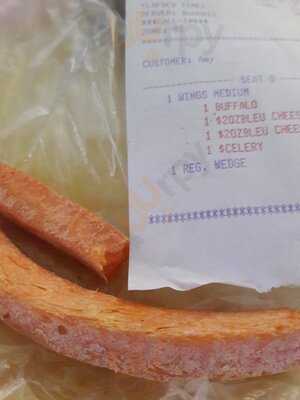 CUSTOMER: Amy
SEAT 0
1 WINGS MEDIUM
1 BUFFALO
1 $2OZBLEU CHEES
1 $2OZBLEU CHEES
1 $CELERY
1 REG. WEDGE
*****************************